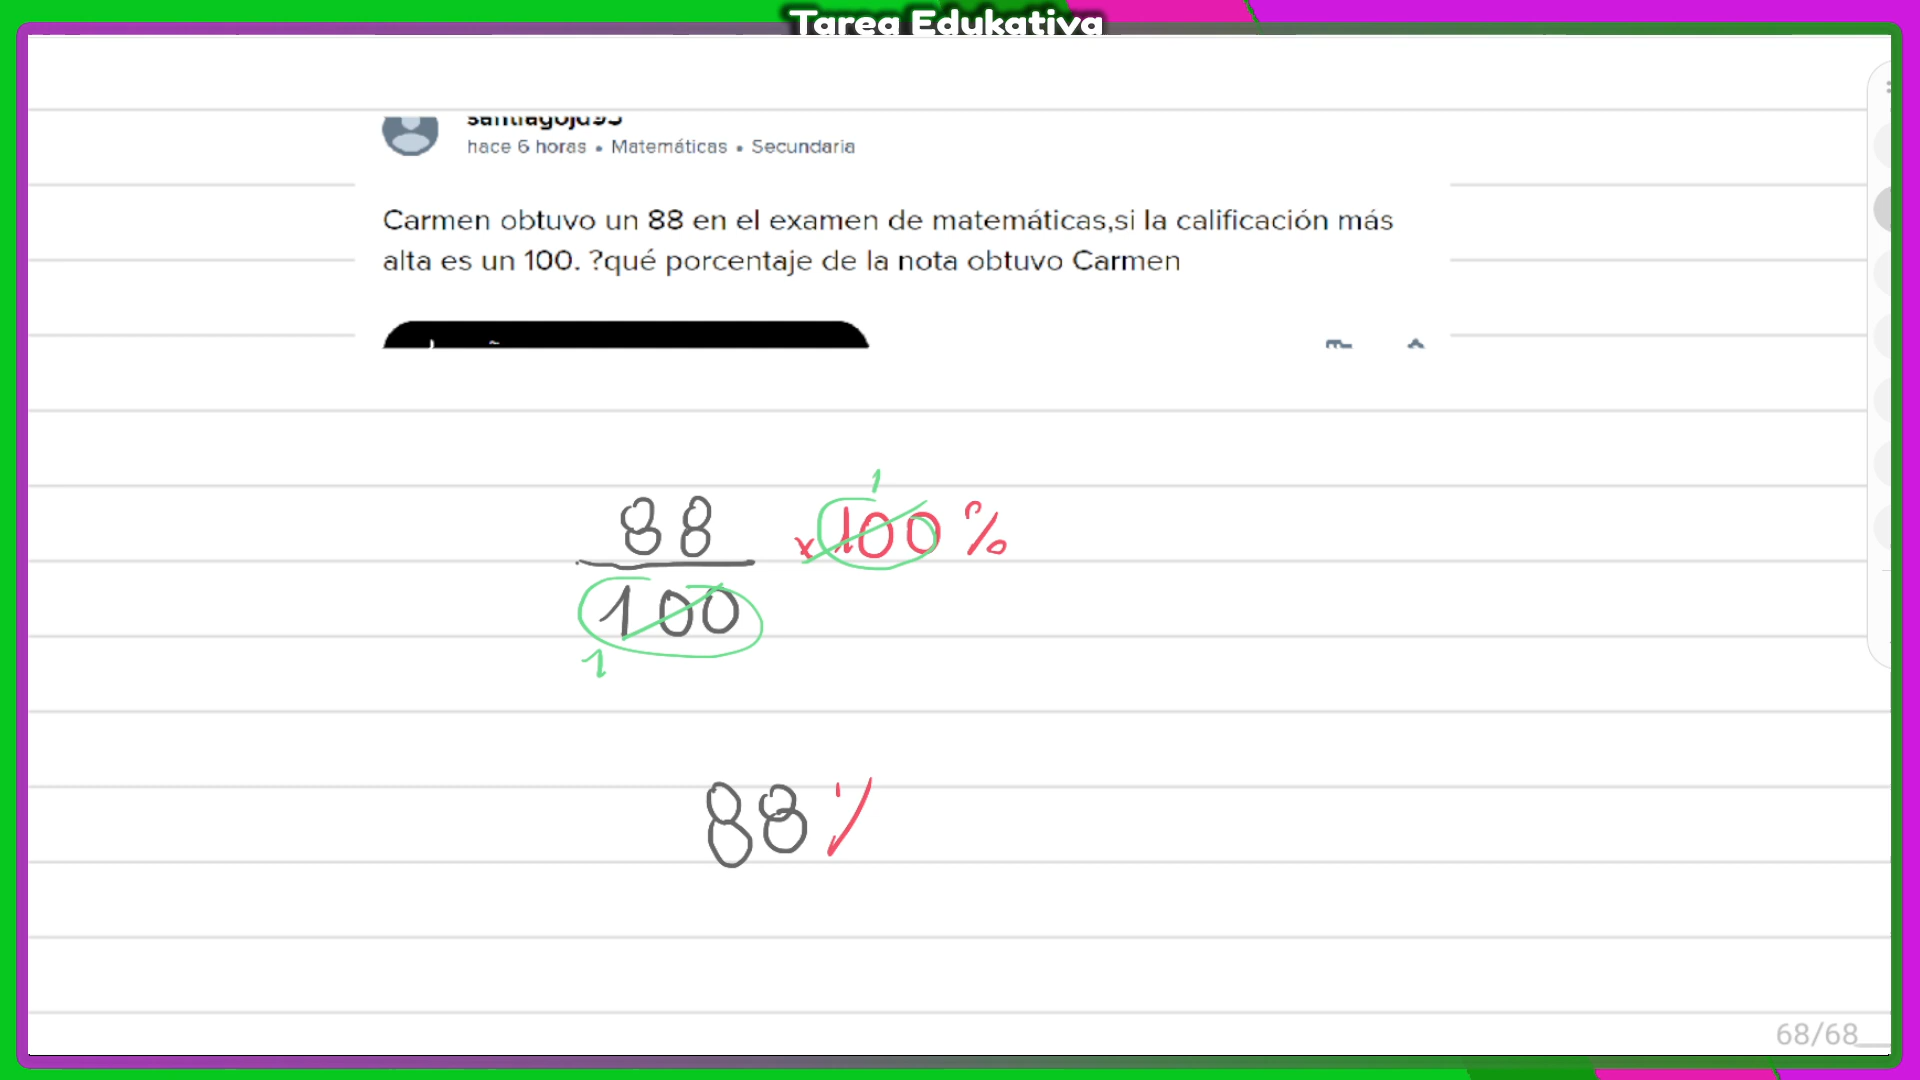 Tarea Edukativa
santiagoju95
hace 6 horas • Matemáticas • Secundaria
Carmen obtuvo un 88 en el examen de matemáticas,si la calificación más
alta es un 100. ?qué porcentaje de la nota obtuvo Carmen
1
88 x 100 %
100
1
88 %
68/68